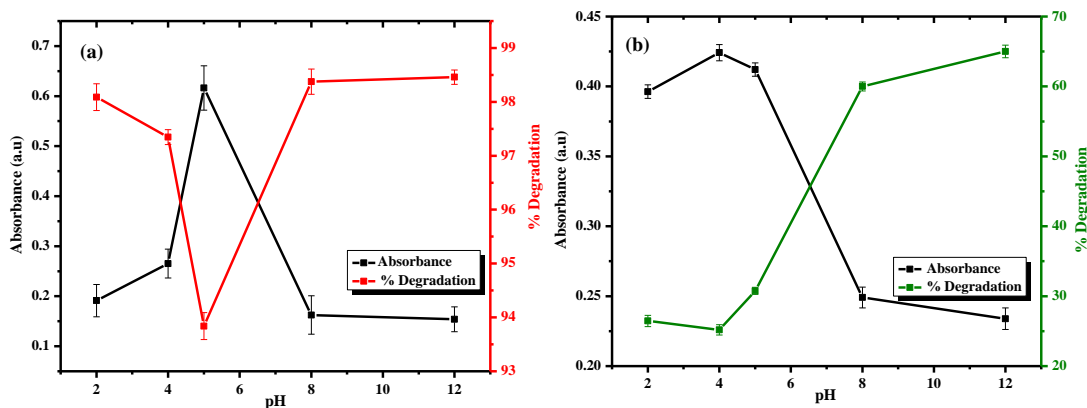 (a)
0.7
0.6
0.5
0.4
0.3
0.2
0.1
Absorbance (a.u)
2 4 6 8 10 12
pH
99
98
97
96
95
94
93
% Degradation
Absorbance
% Degradation
(b)
0.45
0.40
0.35
0.30
0.25
0.20
Absorbance (a.u)
2 4 6 8 10 12
pH
70
60
50
40
30
20
% Degradation
Absorbance
% Degradation